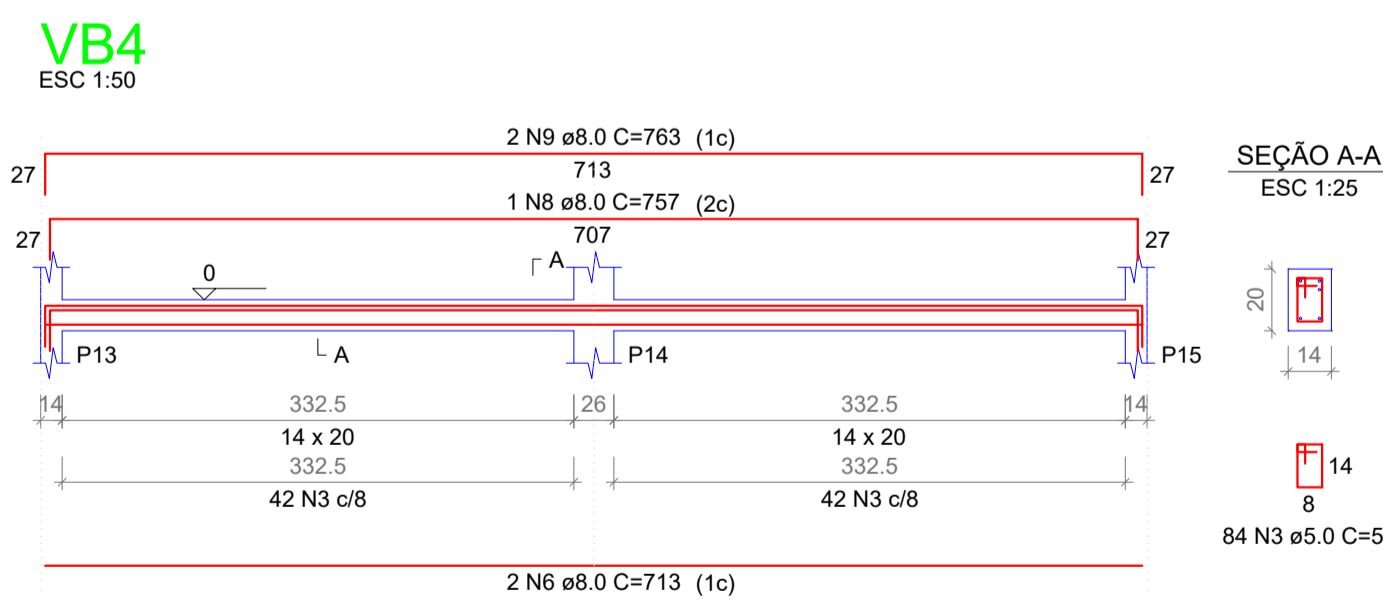 VB4
ESC 1:50
2 N9 ø8.0 C=763 (1c)
27 713 27
1 N8 ø8.0 C=757 (2c)
27 707 27
0
A
A
P13 P14 P15
14 332.5 26 332.5 14
14 x 20 14 x 20
332.5 332.5
42 N3 c/8 42 N3 c/8
2 N6 ø8.0 C=713 (1c)
SEÇÃO A-A
ESC 1:25
20
14
14
8
84 N3 ø5.0 C=5